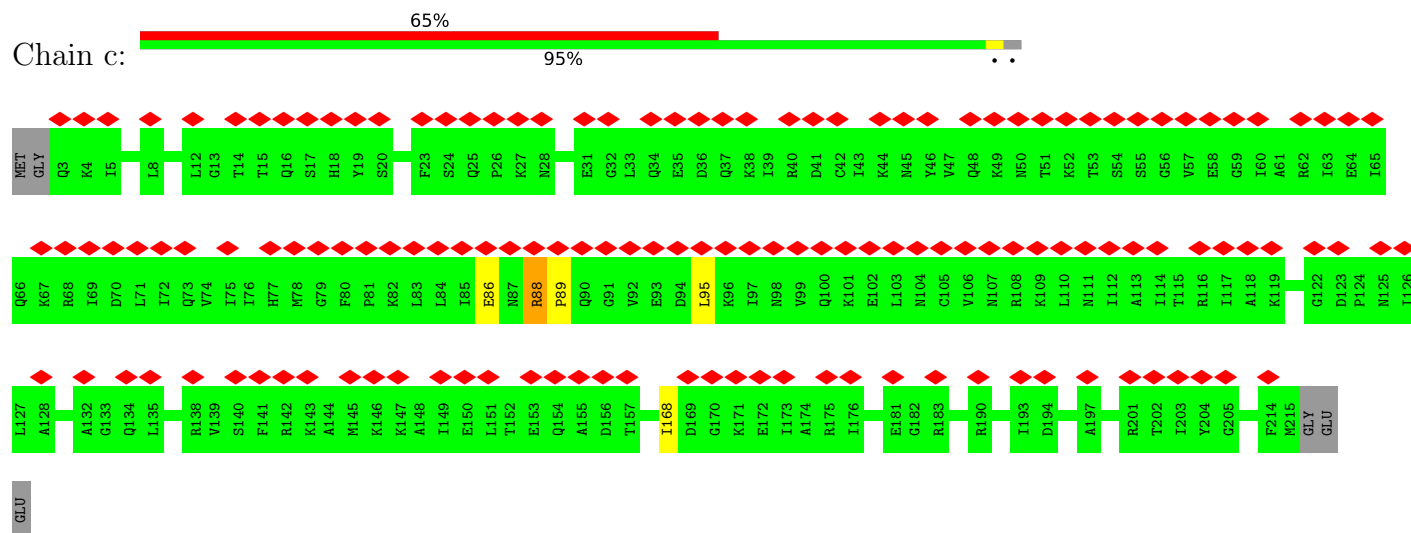 65%
Chain c:
95%
. .
MET GLY Q3 K4 I5 L8 L12 G13 T14 T15 Q16 S17 H18 Y19 S20 F23 S24 Q25 P26 K27 N28 E31 G32 L33 Q34 E35 D36 Q37 K38 I39 R40 D41 C42 I43 K44 N45 Y46 V47 Q48 K49 N50 T51 K52 T53 S54 S55 G56 V57 E58 G59 I60 A61 R62 I63 E64 I65
Q66 K67 R68 I69 D70 L71 I72 Q73 V74 I75 I76 H77 M78 G79 F80 P81 K82 L83 L84 I85 E86 N87 R88 P89 Q90 G91 V92 E93 D94 L95 K96 I97 N98 V99 Q100 K101 E102 L103 N104 C105 V106 N107 R108 K109 L110 N111 I112 A113 I114 T115 R116 I117 A118 K119 G122 D123 P124 N125 I126
L127 A128 A132 G133 Q134 L135 R138 V139 S140 F141 R142 K143 A144 M145 K146 K147 A148 I149 E150 L151 T152 E153 Q154 A155 D156 T157 I168 D169 G170 K171 E172 I173 A174 R175 I176 E181 G182 R183 R190 I193 D194 A197 R201 T202 I203 Y204 G205 F214 M215 GLY GLU
GLU